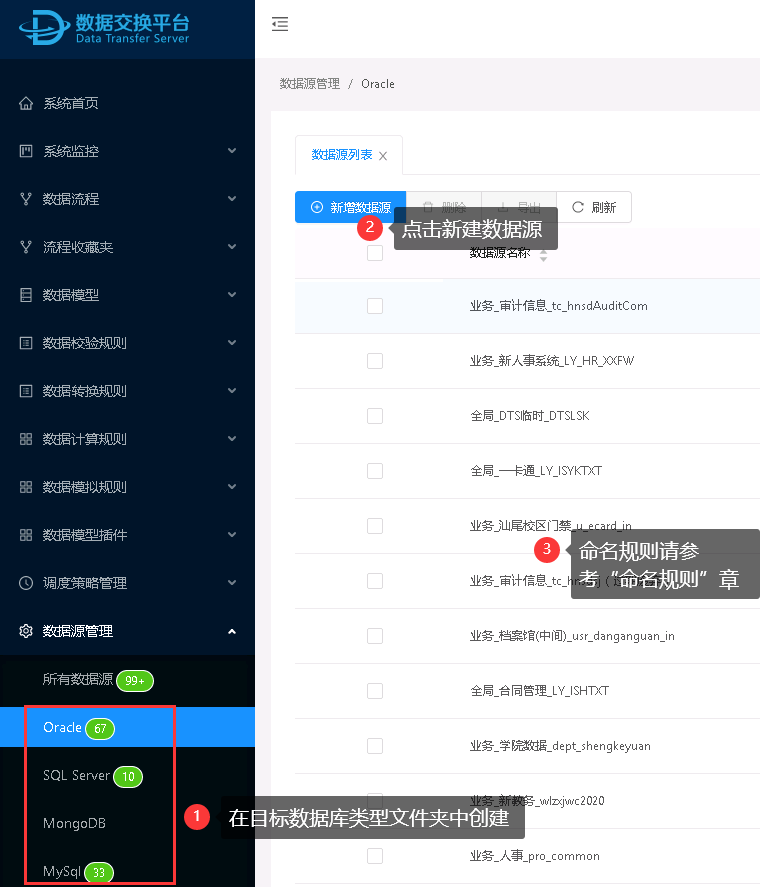 数据交换平台
Data Transfer Server
系统首页
系统监控
数据流程
流程收藏夹
数据模型
数据校验规则
数据转换规则
数据计算规则
数据模拟规则
数据模型插件
调度策略管理
数据源管理
所有数据源 99+
Oracle 67
SQL Server 10
MongoDB
MySql 33
数据源管理 / Oracle
数据源列表
新增数据源 删除 导出 刷新
2 点击新建数据源
数据源名称
业务_审计信息_tc_hnsdAuditCom
业务_新人事系统_LY_HR_XXFW
全局_DTS临时_DTSLSK
全局_一卡通_LY_ISYKTXT
业务_汕尾校区门禁_u_ecard_in
3 命名规则请参
考“命名规则”章
业务_审计信息_tc_hn
业务_档案馆(中间)_usr_danganguan_in
全局_合同管理_LY_ISHTXT
业务_学院数据_dept_shengkeyuan
业务_新教务_wlzxjwc2020
1 在目标数据库类型文件夹中创建
业务_人事_pro_common